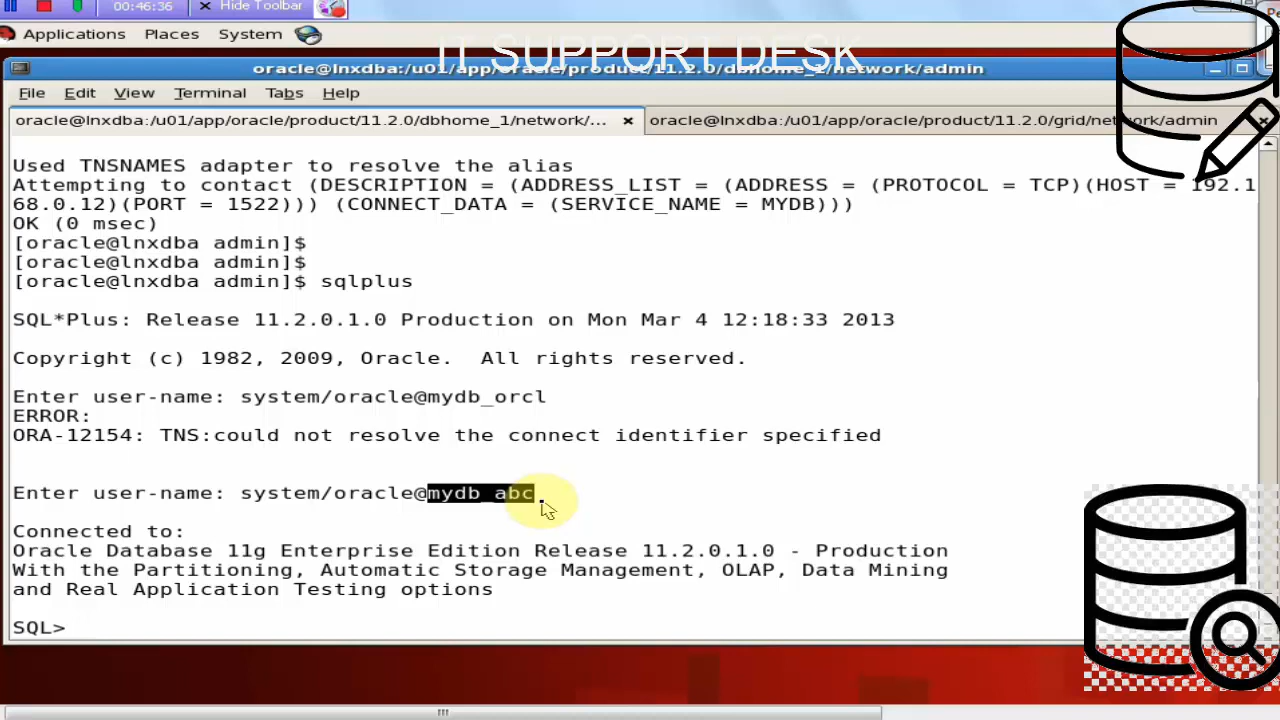 00:46:36 Hide Toolbar
Applications Places System
IT SUPPORT DESK
oracle@lnxdba:/u01/app/oracle/product/11.2.0/dbhome_1/network/admin
File Edit View Terminal Tabs Help
oracle@lnxdba:/u01/app/oracle/product/11.2.0/dbhome_1/network/... oracle@lnxdba:/u01/app/oracle/product/11.2.0/grid/network/admin
Used TNSNAMES adapter to resolve the alias
Attempting to contact (DESCRIPTION = (ADDRESS_LIST = (ADDRESS = (PROTOCOL = TCP)(HOST = 192.1
68.0.12)(PORT = 1522))) (CONNECT_DATA = (SERVICE_NAME = MYDB)))
OK (0 msec)
[oracle@lnxdba admin]$
[oracle@lnxdba admin]$
[oracle@lnxdba admin]$ sqlplus
SQL*Plus: Release 11.2.0.1.0 Production on Mon Mar 4 12:18:33 2013
Copyright (c) 1982, 2009, Oracle.  All rights reserved.
Enter user-name: system/oracle@mydb_orcl
ERROR:
ORA-12154: TNS:could not resolve the connect identifier specified
Enter user-name: system/oracle@mydb_abc
Connected to:
Oracle Database 11g Enterprise Edition Release 11.2.0.1.0 - Production
With the Partitioning, Automatic Storage Management, OLAP, Data Mining
and Real Application Testing options
SQL>